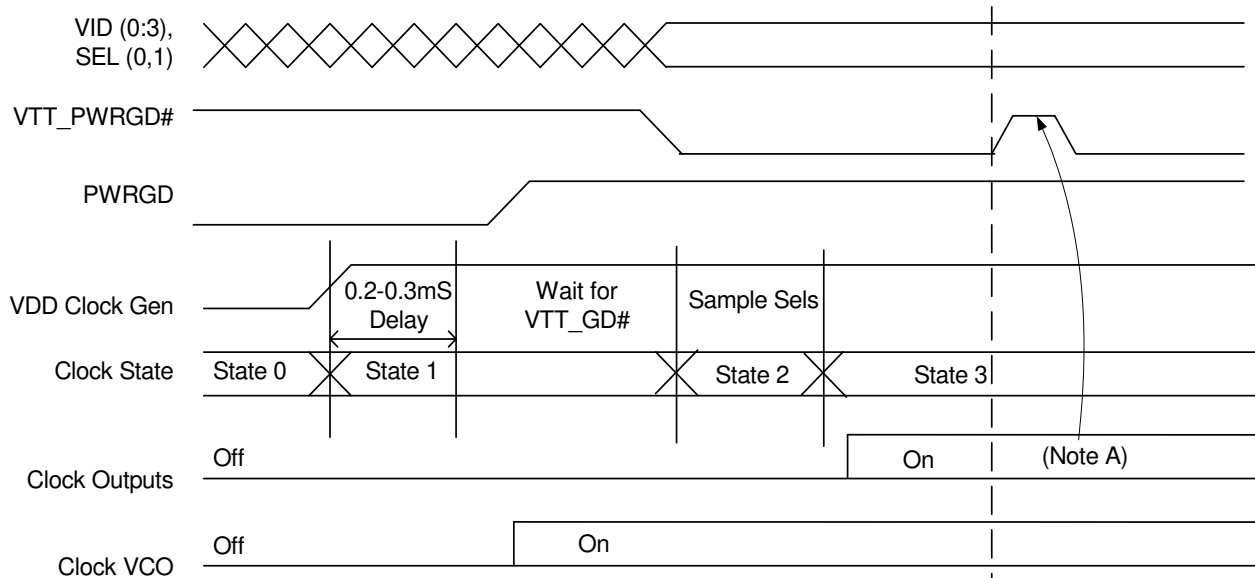 VID (0:3),
SEL (0,1)
VTT_PWRGD#
PWRGD
VDD Clock Gen
0.2-0.3mS
Delay
Wait for
VTT_GD#
Sample Sels
Clock State
State 0
State 1
State 2
State 3
Clock Outputs
Off
On
(Note A)
Clock VCO
Off
On